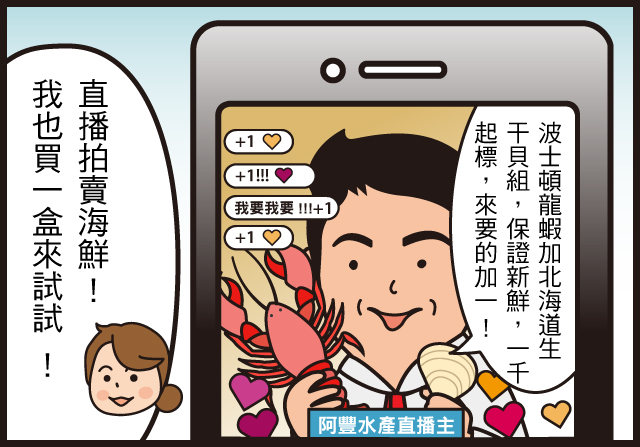 直播拍賣海鮮！
我也買一盒來試試 ！
+1
+1!!!
我要我要 !!!+1
+1
波士頓龍蝦加北海道生
干貝組，保證新鮮，一千
起標，來要的加一！
阿豐水產直播主